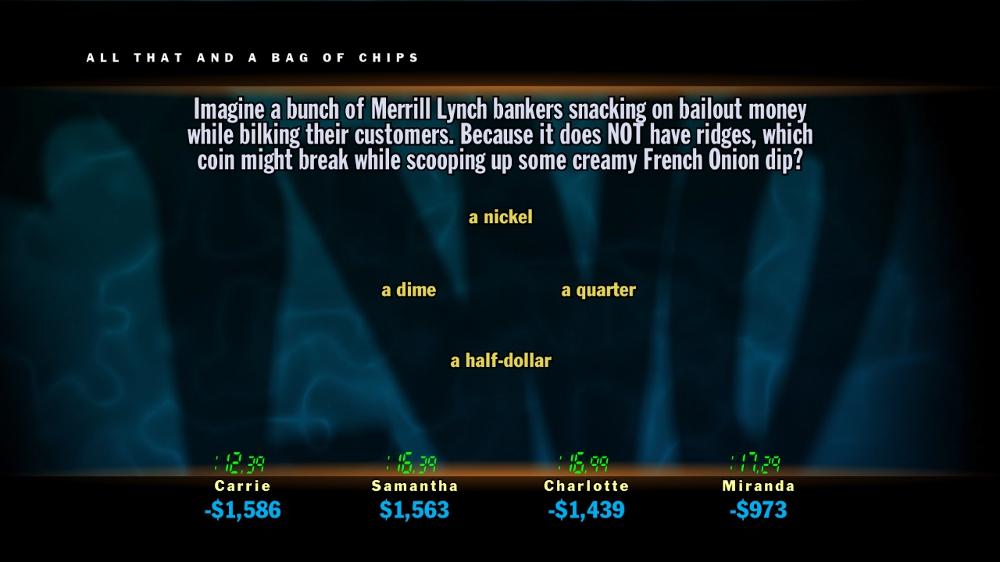 ALL THAT AND A BAG OF CHIPS
Imagine a bunch of Merrill Lynch bankers snacking on bailout money
while bilking their customers. Because it does NOT have ridges, which
coin might break while scooping up some creamy French Onion dip?
a nickel
a dime
a quarter
a half-dollar
:12.39
:16.39
:16.99
:17.29
Carrie
Samantha
Charlotte
Miranda
-$1,586
$1,563
-$1,439
-$973